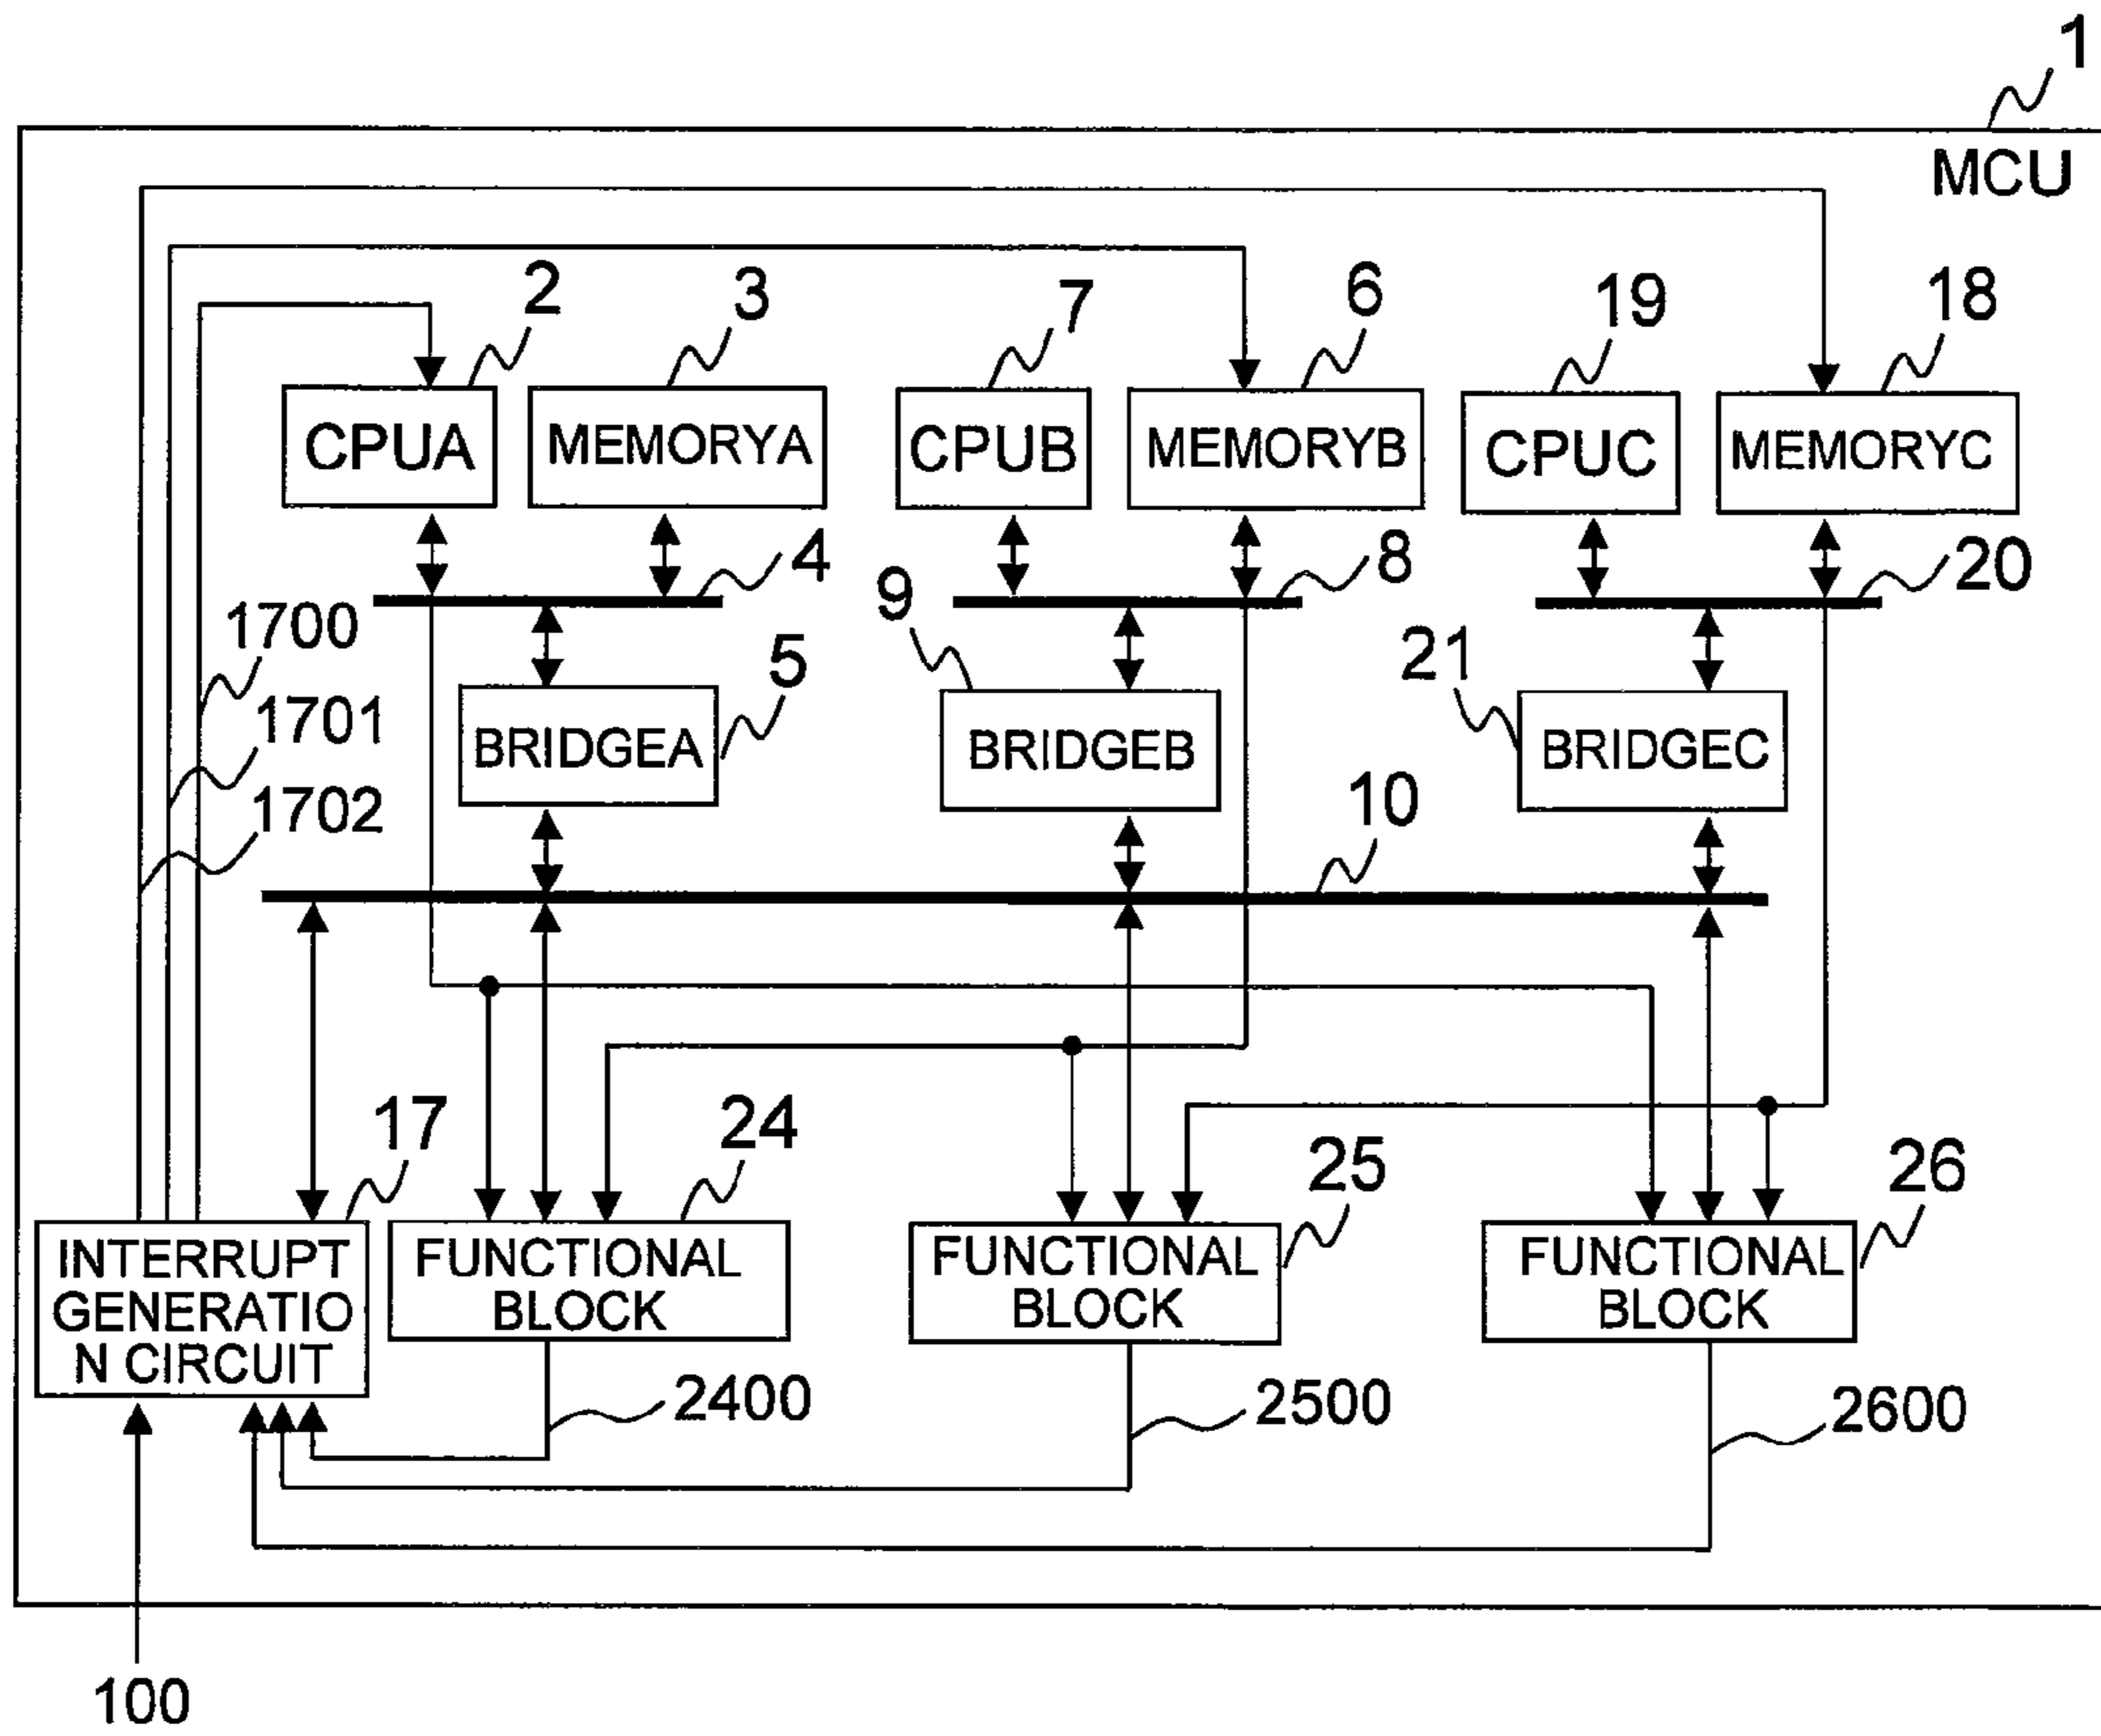 1
MCU
2
3
7
6
19
18
CPUA
MEMORYA
CPUB
MEMORYB
CPUC
MEMORYC
4
8
20
1700
9
5
21
1701
BRIDGEA
BRIDGEB
BRIDGEC
1702
10
17
24
25
26
INTERRUPT
GENERATIO
N CIRCUIT
FUNCTIONAL
BLOCK
FUNCTIONAL
BLOCK
FUNCTIONAL
BLOCK
2400
2500
2600
100